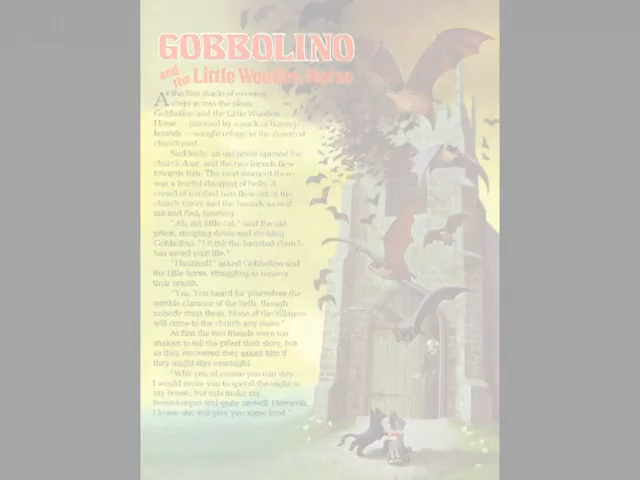 GOBBOLINO
and the Little Wooden Horse
As the first shade of evening
crept across the plain,
Gobbolino and the Little Wooden
Horse — pursued by a pack of baying
hounds — sought refuge in the deserted
churchyard.
Suddenly, an old priest opened the
church door, and the two friends flew
towards him. The next moment there
was a fearful clanging of bells. A
crowd of terrified bats flew out of the
church tower and the hounds turned
tail and fled, howling.
"Ah, my little cat," said the old
priest, stooping down and stroking
Gobbolino. "I think the haunted church
has saved your life."
"Haunted?" asked Gobbolino and
the little horse, struggling to recover
their breath.
"Yes. You heard for yourselves the
terrible clamour of the bells, though
nobody rings them. None of the villagers
will come to the church any more."
At first the two friends were too
shaken to tell the priest their story, but
as they recovered they asked him if
they might stay overnight.
"Why yes, of course you can stay.
I would invite you to spend the night in
my house, but cats make my
housekeeper feel quite unwell. However,
I know she will give you some food."